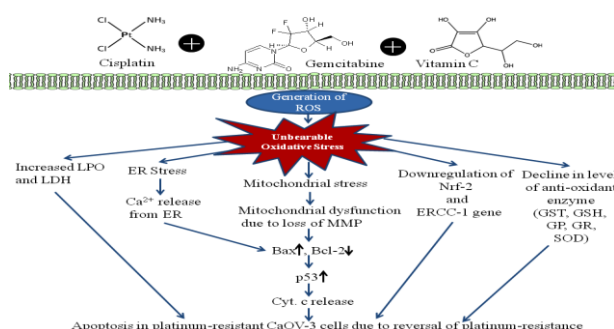 Cl
NH₃
Pt
Cl
NH₃
Cisplatin
F
F
HO
O
OH
H
N
N
H₂N
O
Gemcitabine
HO
OH
O
O
OH
HO
Vitamin C
Generation of
ROS
Unbearable
Oxidative Stress
Increased LPO
and LDH
ER Stress
Ca²⁺ release
from ER
Mitochondrial stress
Mitochondrial dysfunction
due to loss of MMP
Bax↑, Bcl-2↓
p53↑
Cyt. c release
Downregulation of
Nrf-2
and
ERCC-1 gene
Decline in level
of anti-oxidant
enzyme
(GST, GSH,
GP, GR,
SOD)
Apoptosis in platinum-resistant CaOV-3 cells due to reversal of platinum-resistance